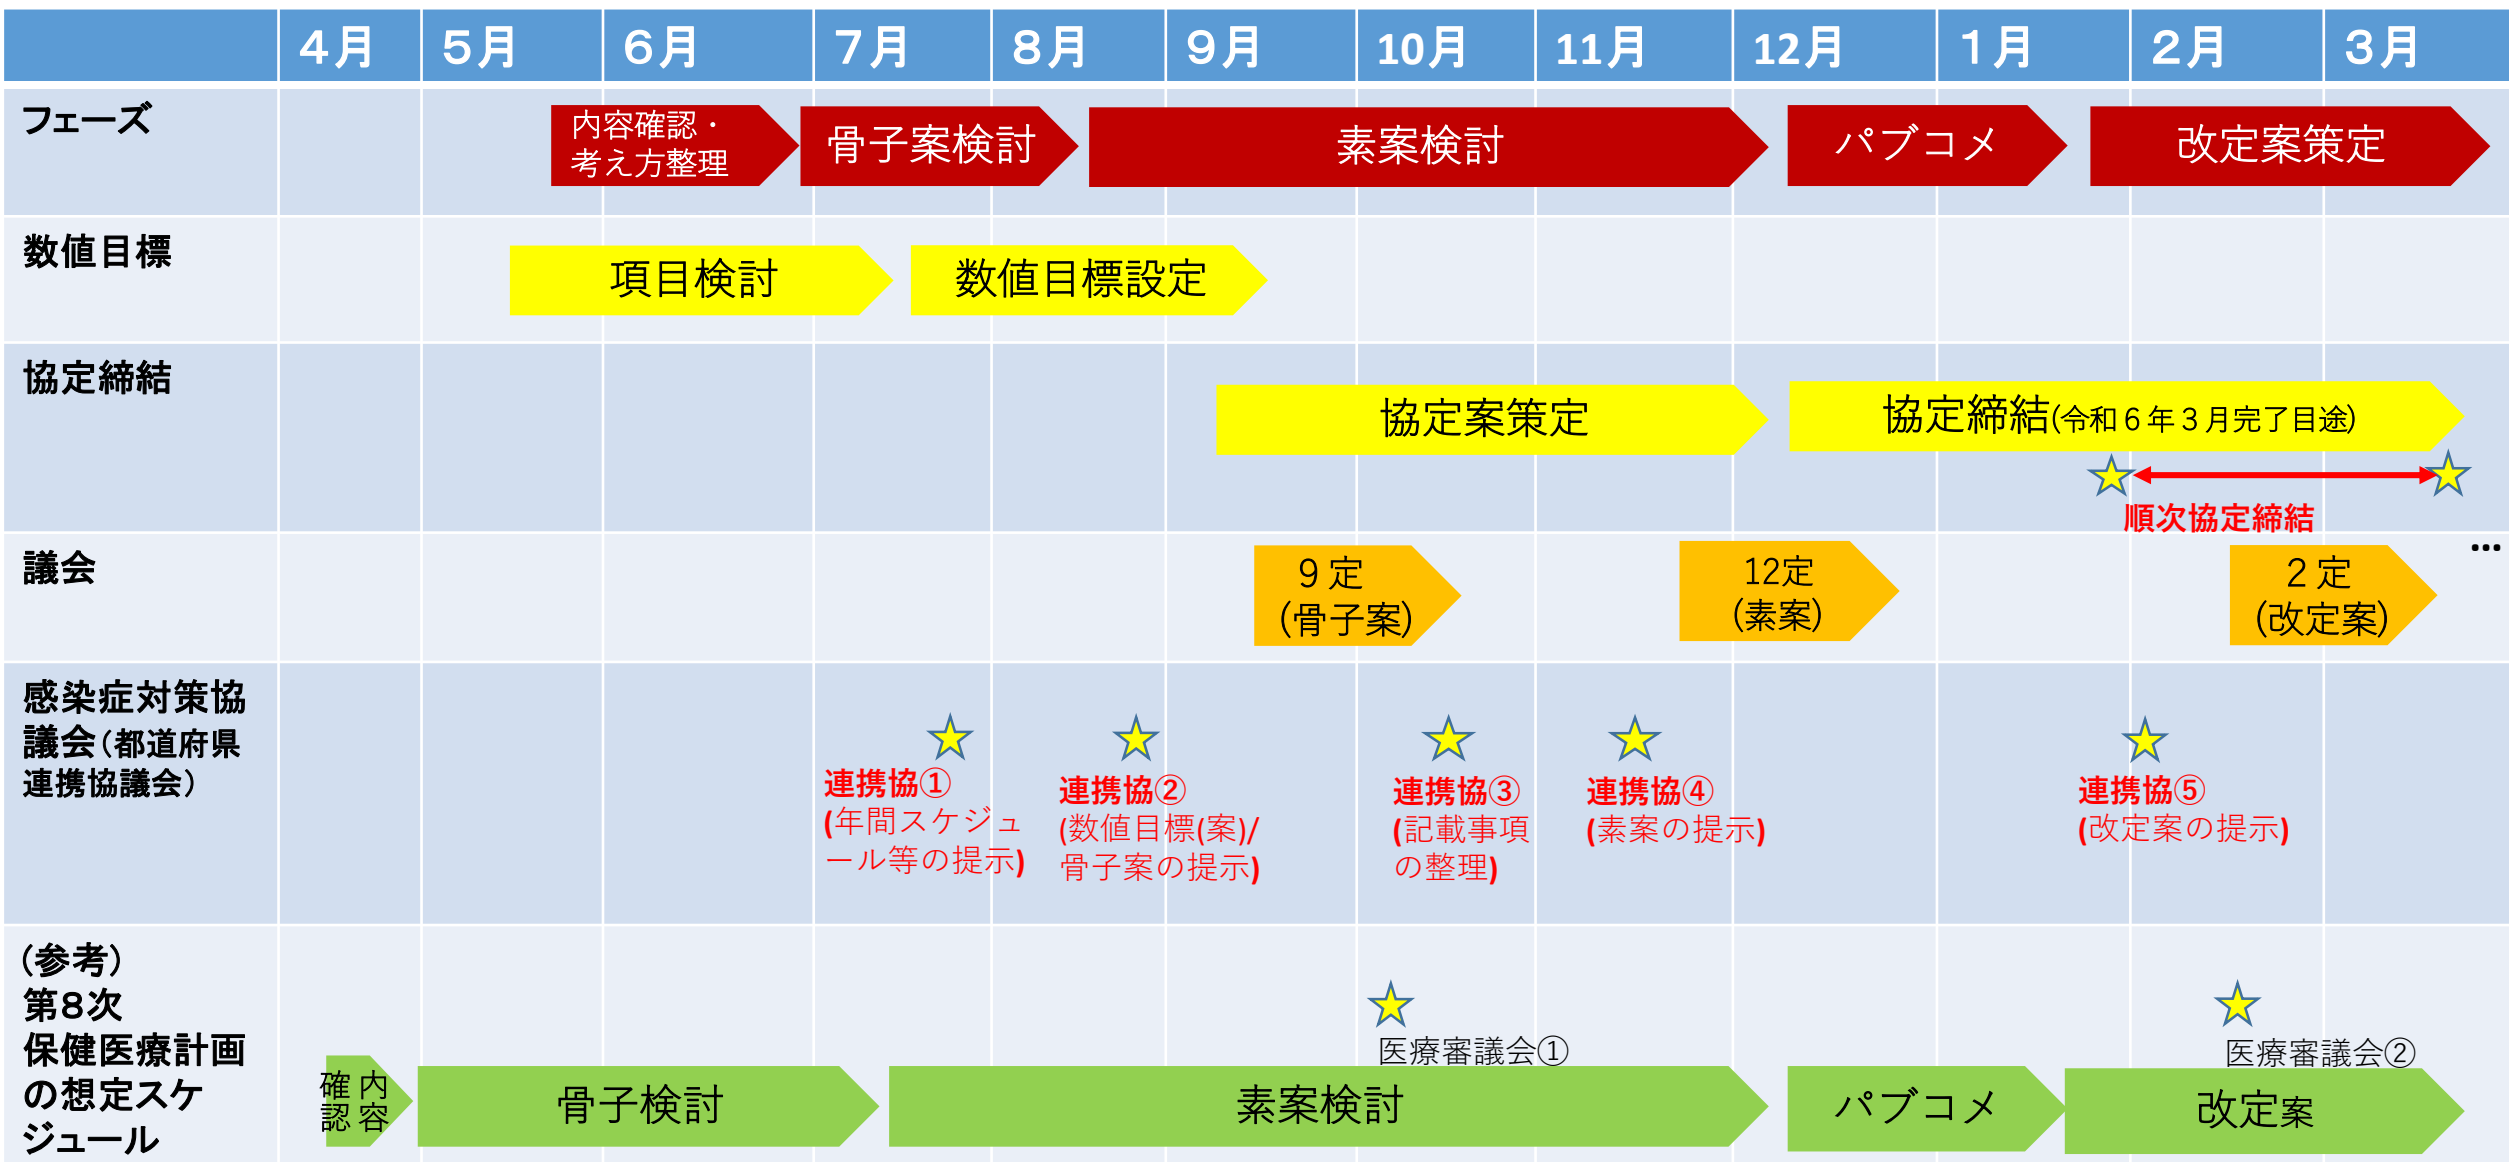 ４月 ５月 ６月 ７月 ８月 ９月 10月 11月 12月 １月 ２月 ３月
フェーズ
内容確認・
考え方整理
骨子案検討
素案検討
パブコメ
改定案策定
数値目標
項目検討
数値目標設定
協定締結
協定案策定
協定締結(令和６年３月完了目途)
順次協定締結
議会
９定
(骨子案)
12定
(素案)
２定
(改定案)
…
感染症対策協
議会（都道府県
連携協議会）
連携協①
(年間スケジュ
ール等の提示)
連携協②
(数値目標(案)/
骨子案の提示)
連携協③
(記載事項
の整理)
連携協④
(素案の提示)
連携協⑤
(改定案の提示)
（参考）
第８次
保健医療計画
の想定スケ
ジュール
医療審議会①
医療審議会②
内容
確認
骨子検討
素案検討
パブコメ
改定案